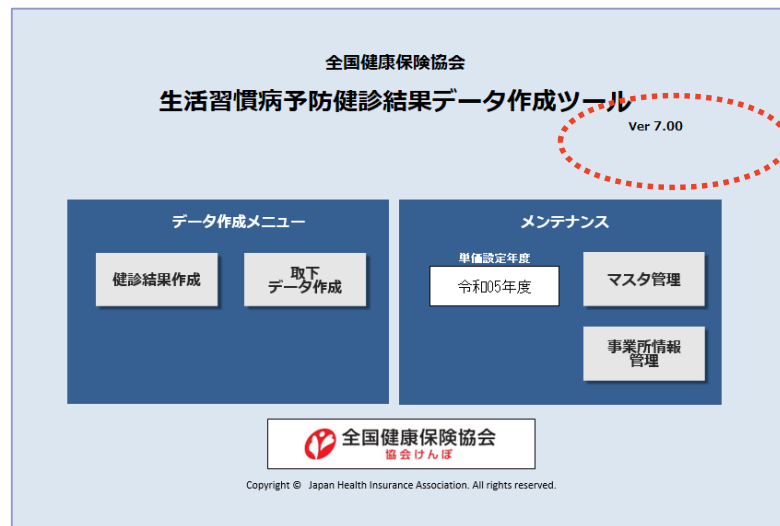 全国健康保険協会
生活習慣病予防健診結果データ作成ツール
Ver 7.00
データ作成メニュー
健診結果作成
取下
データ作成
メンテナンス
単価設定年度
令和05年度
マスタ管理
事業所情報
管理
全国健康保険協会
協会けんぽ
Copyright © Japan Health Insurance Association. All rights reserved.